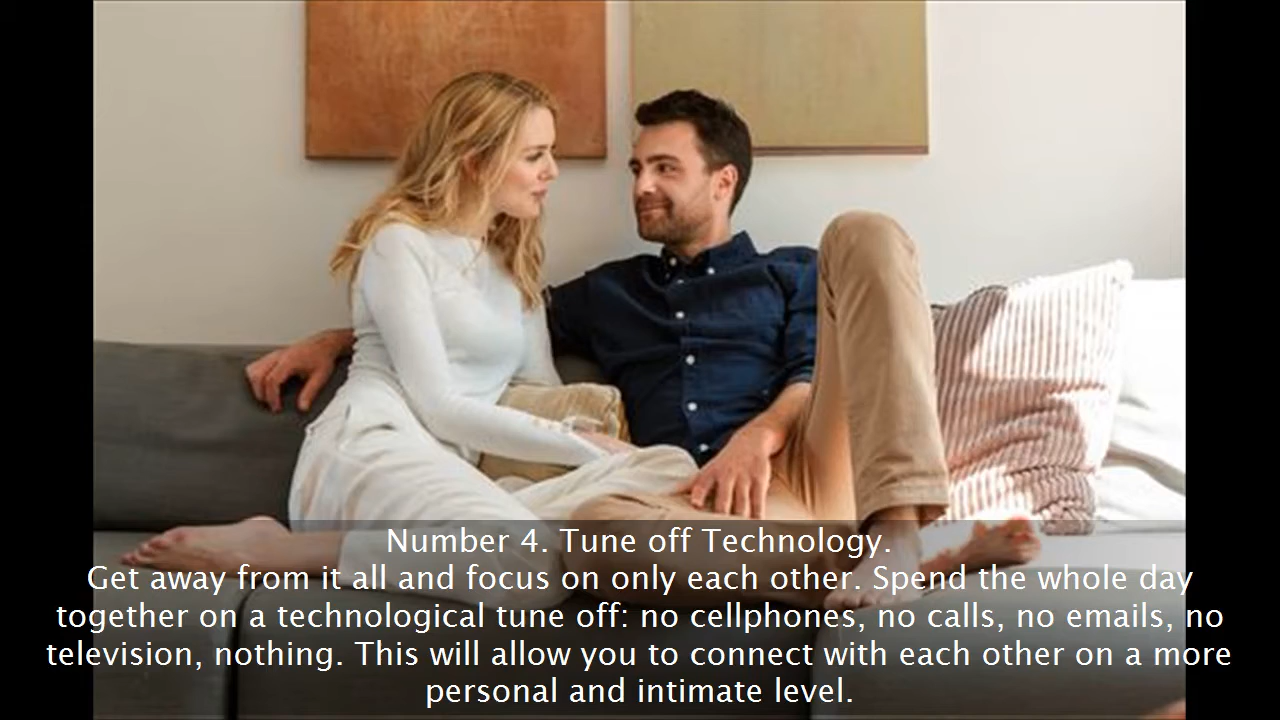 Number 4. Tune off Technology.
Get away from it all and focus on only each other. Spend the whole day
together on a technological tune off: no cellphones, no calls, no emails, no
television, nothing. This will allow you to connect with each other on a more
personal and intimate level.